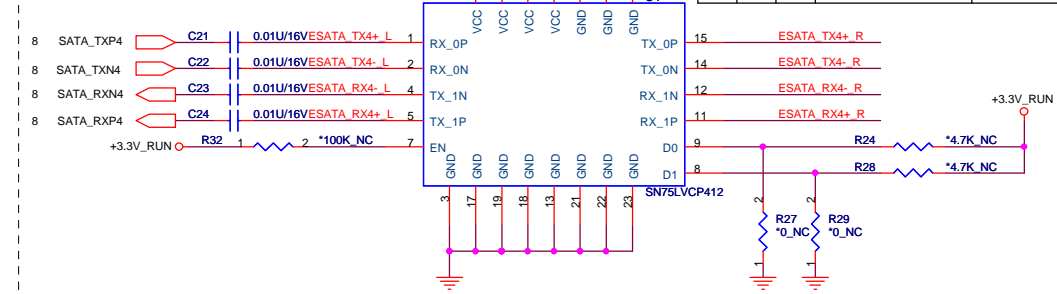 VCC VCC VCC VCC GND GND GND
8 SATA_TXP4 C21 0.01U/16V ESATA_TX4+_L 1 RX_0P TX_0P 15 ESATA_TX4+_R
8 SATA_TXN4 C22 0.01U/16V ESATA_TX4-_L 2 RX_0N TX_0N 14 ESATA_TX4-_R
8 SATA_RXN4 C23 0.01U/16V ESATA_RX4-_L 4 TX_1N RX_1N 12 ESATA_RX4-_R
+3.3V_RUN
8 SATA_RXP4 C24 0.01U/16V ESATA_RX4+_L 5 TX_1P RX_1P 11 ESATA_RX4+_R
+3.3V_RUN R32 1 2 *100K_NC 7 EN D0 9 R24 *4.7K_NC
GND GND GND GND GND GND GND GND
D1 8 R28 *4.7K_NC
SN75LVCP412
3 17 19 18 13 21 22 23
2 2
R27 R29
*0_NC *0_NC
1 1